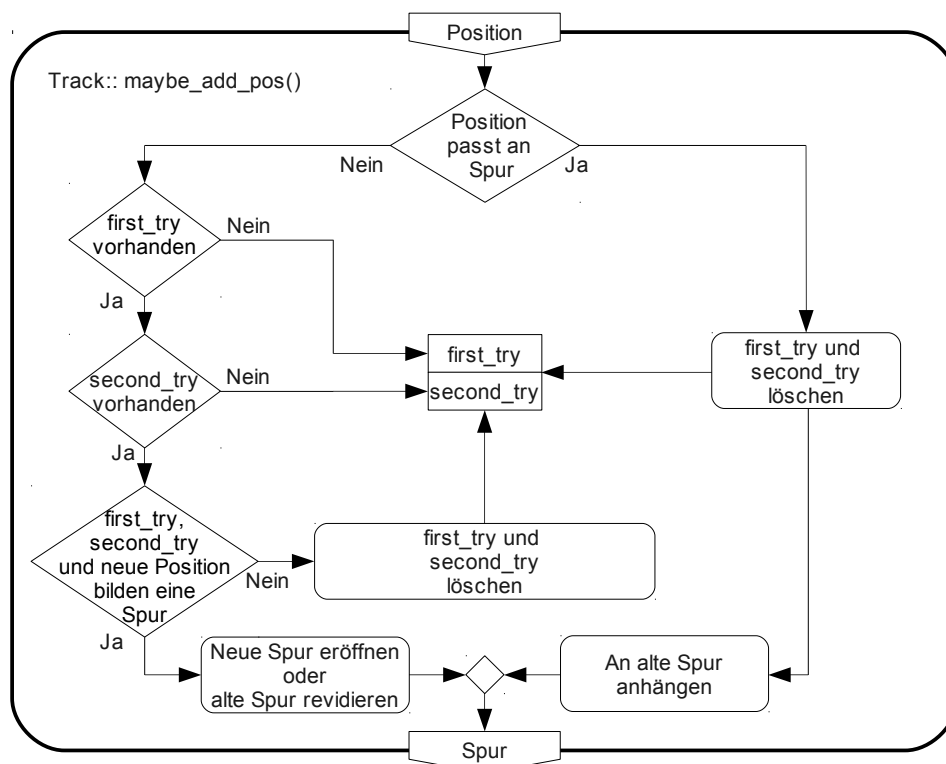 Position
Track:: maybe_add_pos()
Position
passt an
Spur
Nein
Ja
first_try
vorhanden
Nein
Ja
first_try
second_try
first_try und
second_try
löschen
second_try
vorhanden
Nein
Ja
first_try,
second_try
und neue Position
bilden eine
Spur
Nein
Ja
first_try und
second_try
löschen
Neue Spur eröffnen
oder
alte Spur revidieren
An alte Spur
anhängen
Spur